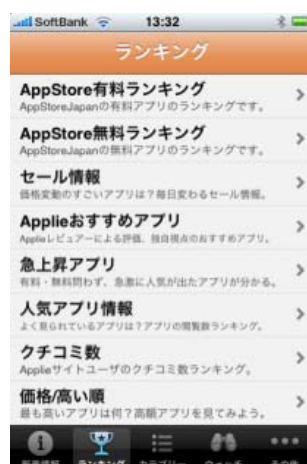 SoftBank 13:32
ランキング
AppStore有料ランキング
AppStoreJapanの有料アプリのランキングです。
AppStore無料ランキング
AppStoreJapanの無料アプリのランキングです。
セール情報
価格変動のすごいアプリは？毎日変わるセール情報。
Applieおすすめアプリ
Applieレビュアーによる評価、独自視点のおすすめアプリ。
急上昇アプリ
有料・無料問わず、急激に人気が出たアプリが分かる。
人気アプリ情報
よく見られているアプリは？アプリの閲覧数ランキング。
クチコミ数
Applieサイトユーザのクチコミ数ランキング。
価格/高い順
最も高いアプリは何？高額アプリを見てみよう。